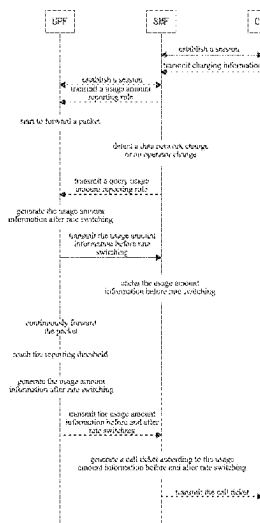 UPF
SMF
C
establish a session
transmit charging information
establish a session
transmit a usage amount
reporting rule
start to forward a packet
detect a data network change
or an operator change
transmit a query usage
amount reporting rule
generate the usage amount
information after rate switching
transmit the usage amount
information before rate
switching
the usage amount
information before rate switching
continuously forward
the packet
reach the reporting threshold
generate the usage amount
information after rate switching
transmit the usage amount
information before and after
rate switching
generate a call ticket according to the usage
amount information before and after rate switching
transmit the call ticket